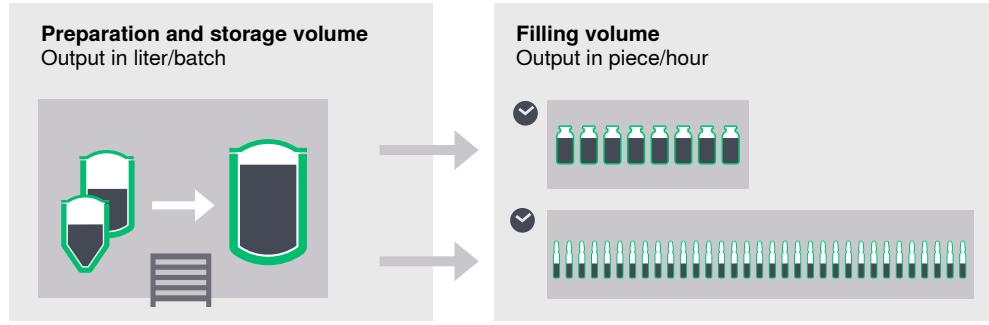 Preparation and storage volume
Output in liter/batch
Filling volume
Output in piece/hour